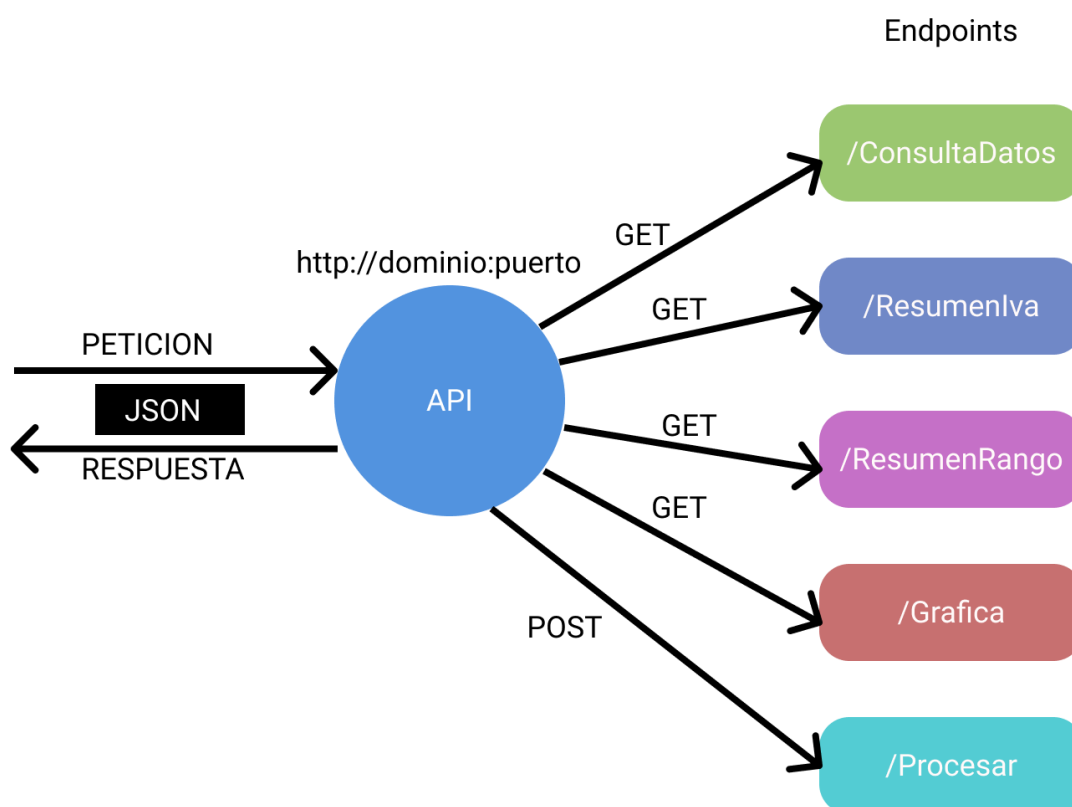 Endpoints
/ConsultaDatos
GET
http://dominio:puerto
/ResumenIva
GET
PETICION
API
JSON
GET
/ResumenRango
RESPUESTA
GET
/Grafica
POST
/Procesar